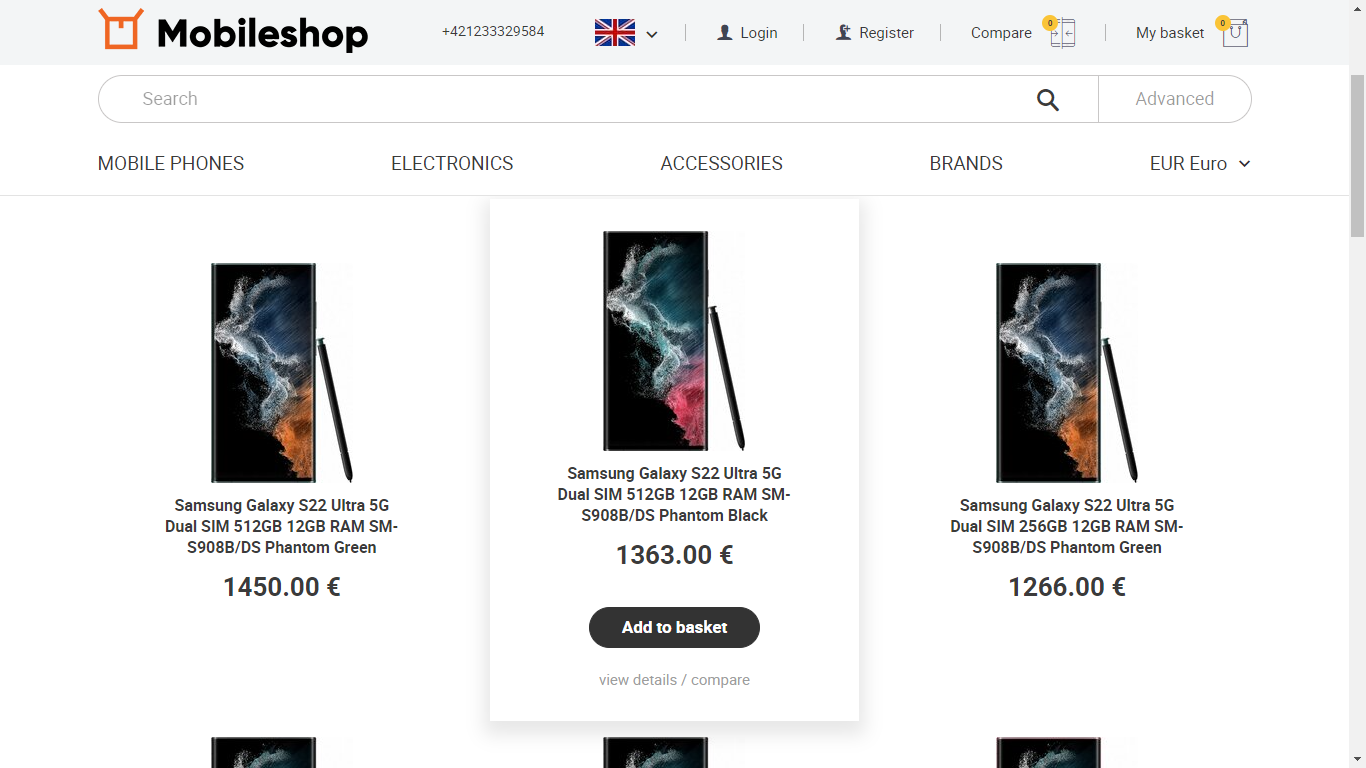 Mobileshop
+421233329584
Login
Register
Compare
0
My basket
0
Search
Advanced
MOBILE PHONES
ELECTRONICS
ACCESSORIES
BRANDS
EUR Euro
Samsung Galaxy S22 Ultra 5G
Dual SIM 512GB 12GB RAM SM-
S908B/DS Phantom Green
1450.00 €
Samsung Galaxy S22 Ultra 5G
Dual SIM 512GB 12GB RAM SM-
S908B/DS Phantom Black
1363.00 €
Add to basket
view details / compare
Samsung Galaxy S22 Ultra 5G
Dual SIM 256GB 12GB RAM SM-
S908B/DS Phantom Green
1266.00 €